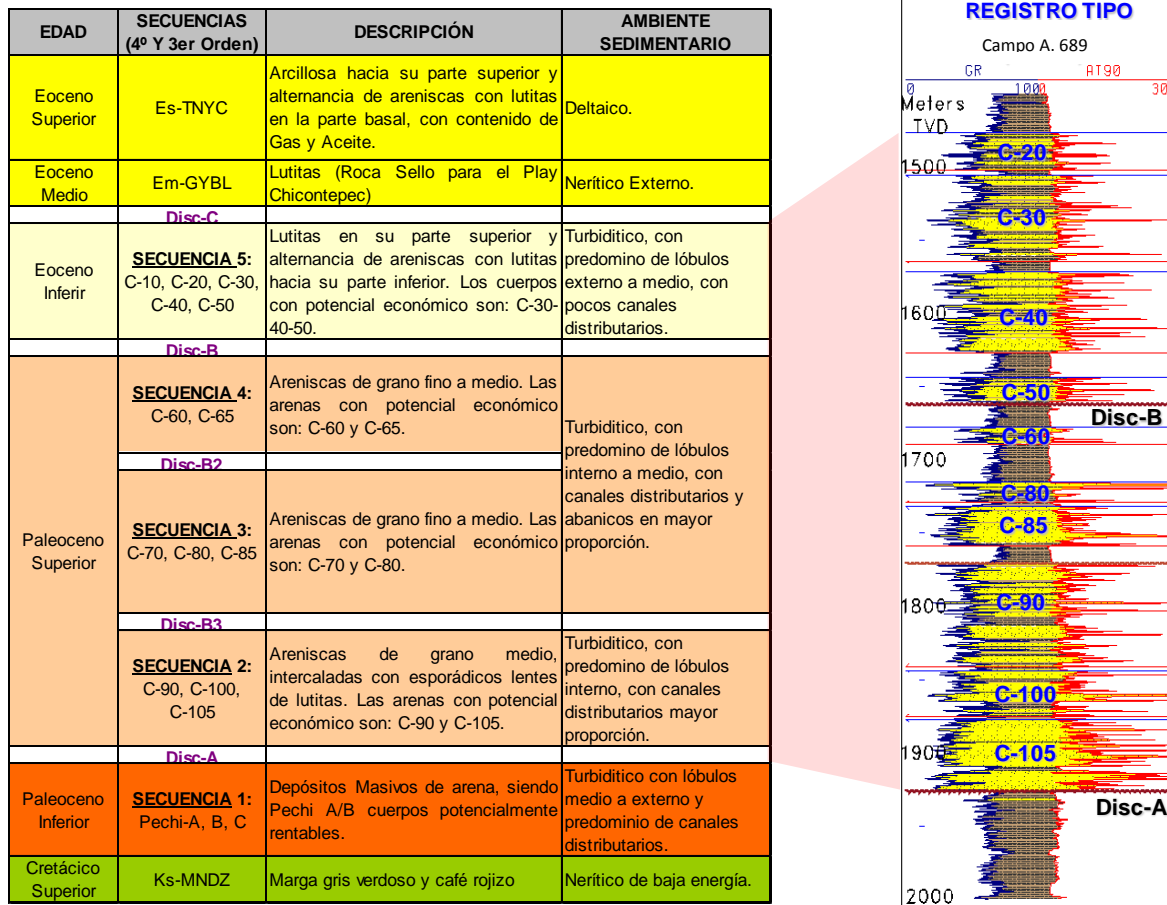 EDAD
SECUENCIAS
(4º Y 3er Orden)
DESCRIPCIÓN
AMBIENTE
SEDIMENTARIO
Eoceno
Superior
Es-TNYC
Arcillosa hacia su parte superior y
alternancia de areniscas con lutitas
en la parte basal, con contenido de
Gas y Aceite.
Deltaico.
Eoceno
Medio
Em-GYBL
Lutitas (Roca Sello para el Play
Chicontepec)
Nerítico Externo.
Disc-C
Eoceno
Inferir
SECUENCIA 5:
C-10, C-20, C-30,
C-40, C-50
Lutitas en su parte superior y
alternancia de areniscas con lutitas
hacia su parte inferior. Los cuerpos
con potencial económico son: C-30-
40-50.
Turbiditico, con
predomino de lóbulos
externo a medio, con
pocos canales
distributarios.
Disc-B
Paleoceno
Superior
SECUENCIA 4:
C-60, C-65
Areniscas de grano fino a medio. Las
arenas con potencial económico
son: C-60 y C-65.
Turbiditico, con
predomino de lóbulos
interno a medio, con
canales distributarios y
abanicos en mayor
proporción.
Disc-B2
SECUENCIA 3:
C-70, C-80, C-85
Areniscas de grano fino a medio. Las
arenas con potencial económico
son: C-70 y C-80.
Disc-B3
SECUENCIA 2:
C-90, C-100,
C-105
Areniscas de grano medio,
intercaladas con esporádicos lentes
de lutitas. Las arenas con potencial
económico son: C-90 y C-105.
Turbiditico, con
predomino de lóbulos
interno, con canales
distributarios mayor
proporción.
Disc-A
Paleoceno
Inferior
SECUENCIA 1:
Pechi-A, B, C
Depósitos Masivos de arena, siendo
Pechi A/B cuerpos potencialmente
rentables.
Turbiditico con lóbulos
medio a externo y
predominio de canales
distributarios.
Cretácico
Superior
Ks-MNDZ
Marga gris verdoso y café rojizo
Nerítico de baja energía.
REGISTRO TIPO
Campo A. 689
GR
AT90
0
100
0
30
Meters
TVD
C-20
1500
C-30
1600
C-40
C-50
Disc-B
C-60
1700
C-80
C-85
1800
C-90
C-100
1900
C-105
Disc-A
2000